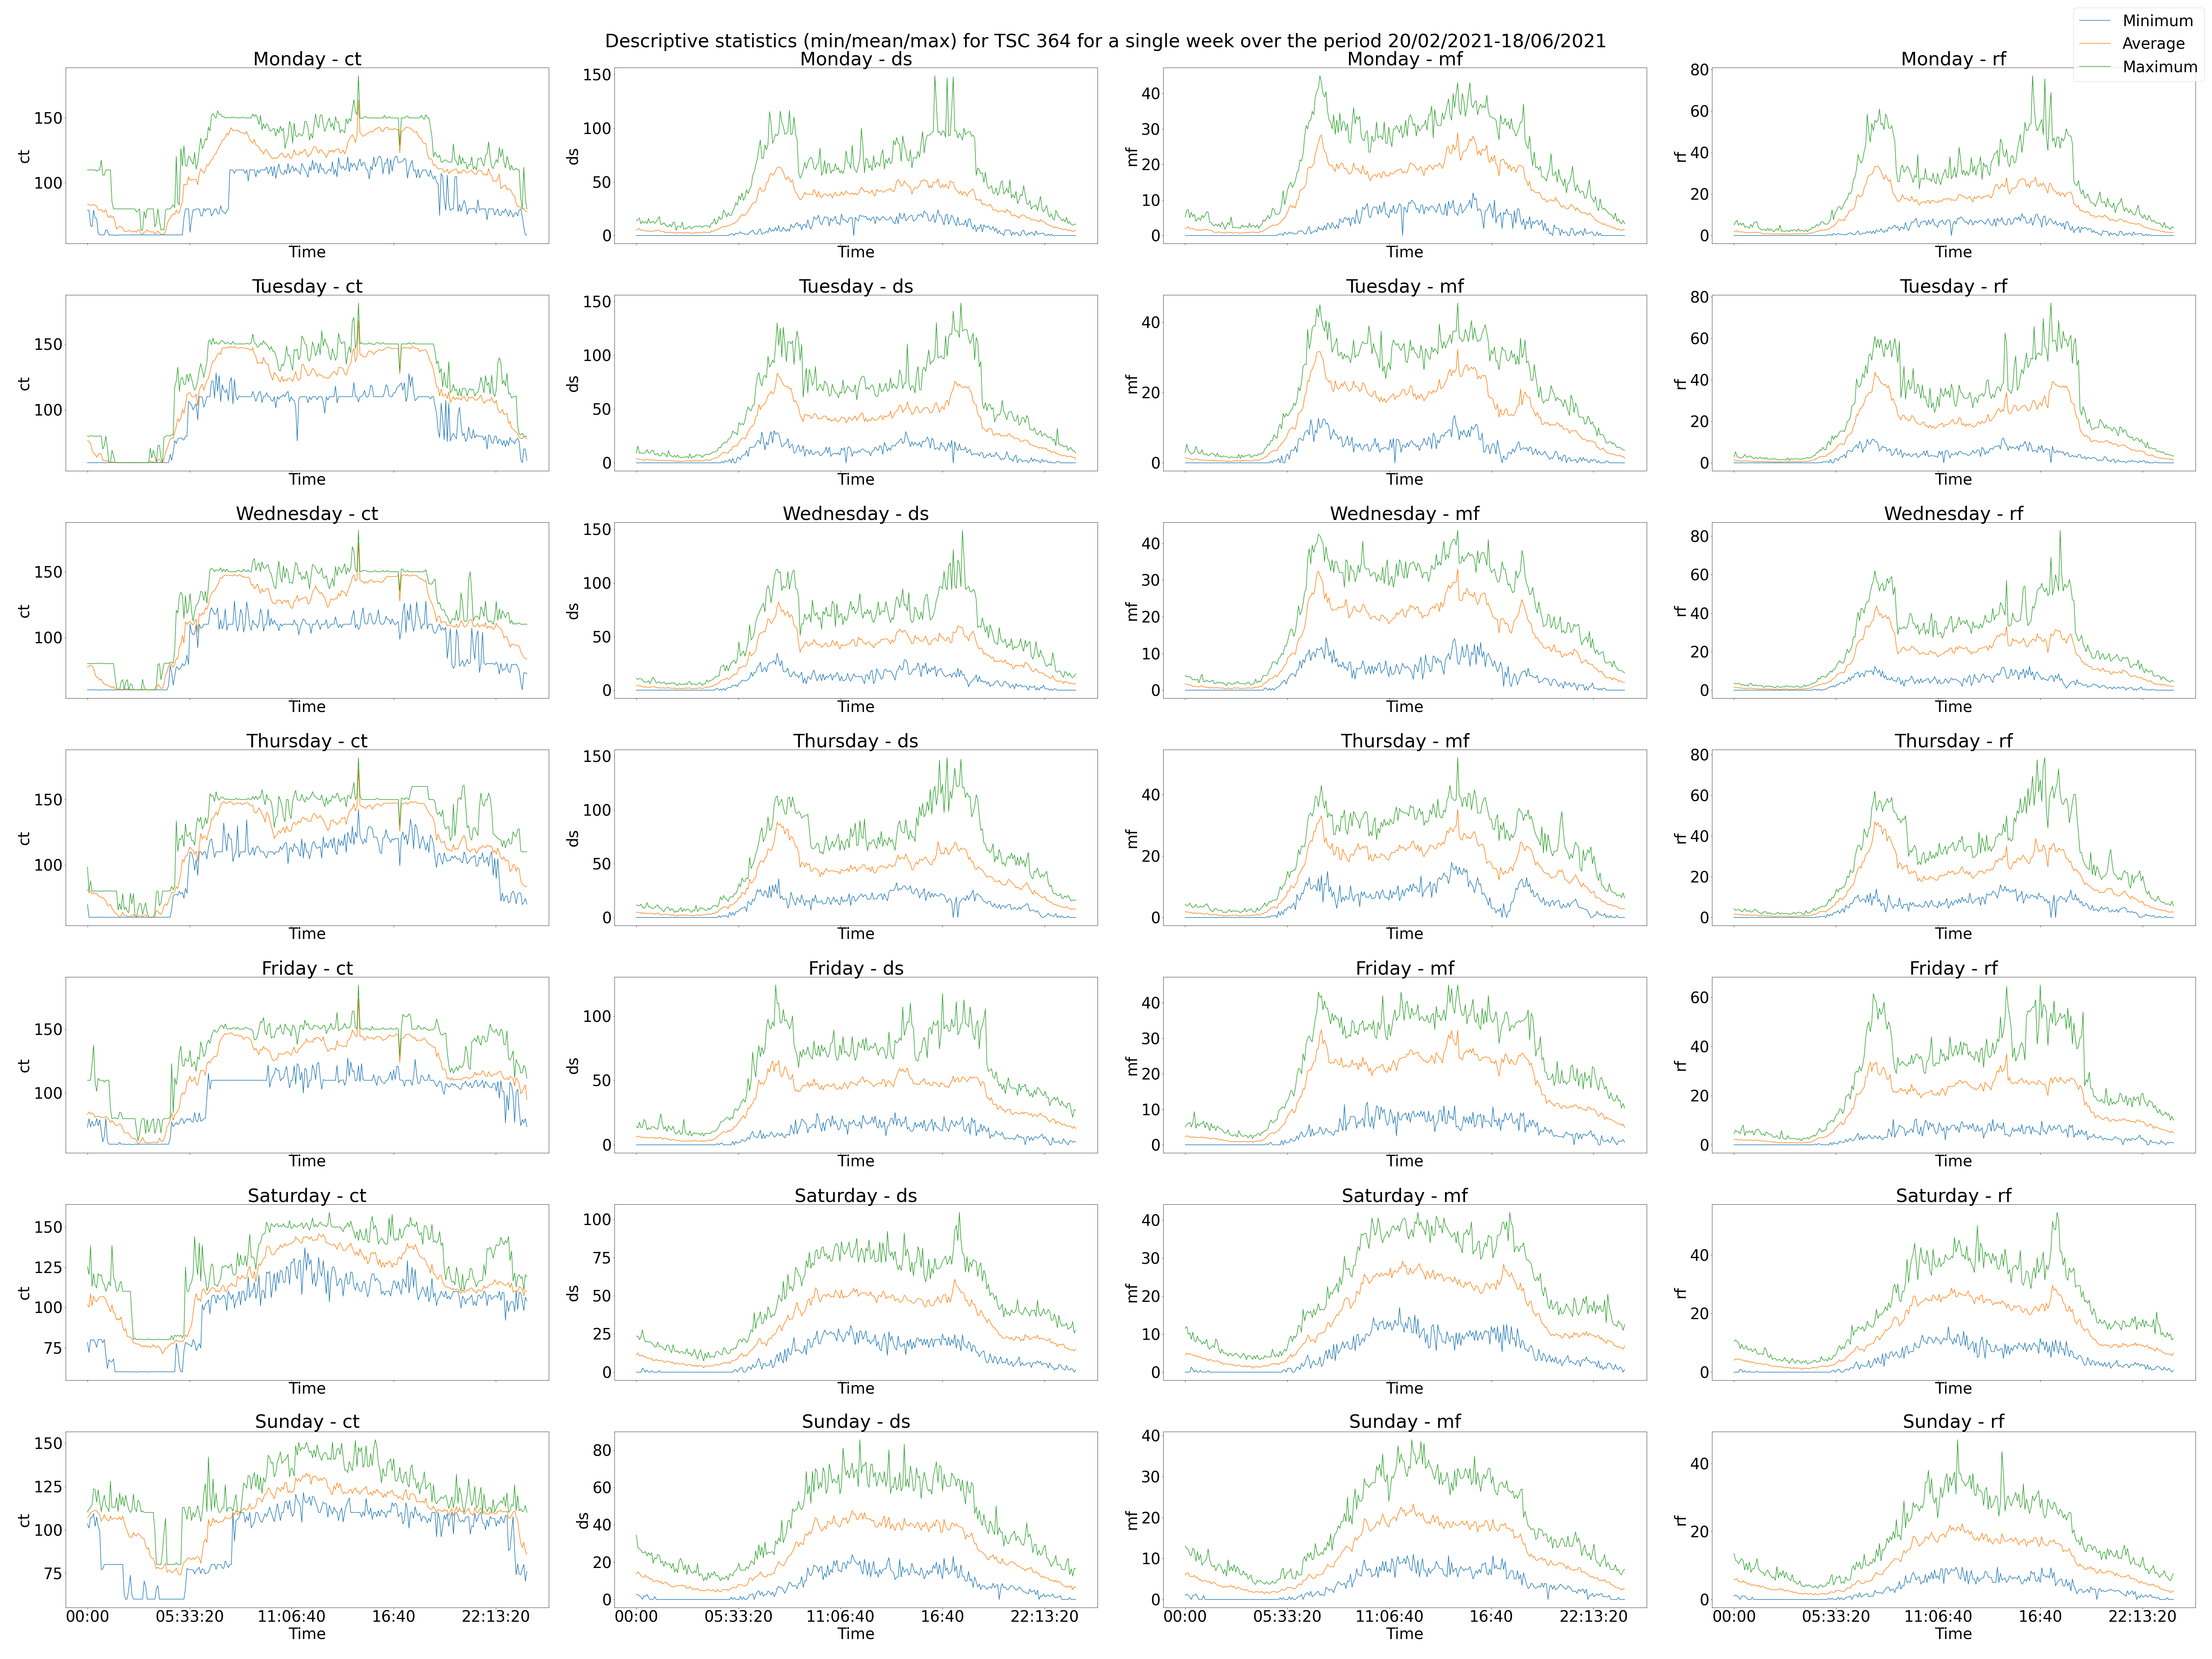 Minimum
Average
Maximum
Descriptive statistics (min/mean/max) for TSC 364 for a single week over the period 20/02/2021-18/06/2021
Monday - ct
150
100
ct
Time
Monday - ds
150
100
50
0
ds
Time
Monday - mf
40
30
20
10
0
mf
Time
Monday - rf
80
60
40
20
0
rf
Time
Tuesday - ct
150
100
ct
Time
Tuesday - ds
150
100
50
0
ds
Time
Tuesday - mf
40
20
0
mf
Time
Tuesday - rf
80
60
40
20
0
rf
Time
Wednesday - ct
150
100
ct
Time
Wednesday - ds
150
100
50
0
ds
Time
Wednesday - mf
40
30
20
10
0
mf
Time
Wednesday - rf
80
60
40
20
0
rf
Time
Thursday - ct
150
100
ct
Time
Thursday - ds
150
100
50
0
ds
Time
Thursday - mf
40
20
0
mf
Time
Thursday - rf
80
60
40
20
0
rf
Time
Friday - ct
150
100
ct
Time
Friday - ds
100
50
0
ds
Time
Friday - mf
40
30
20
10
0
mf
Time
Friday - rf
60
40
20
0
rf
Time
Saturday - ct
150
125
100
75
ct
Time
Saturday - ds
100
75
50
25
0
ds
Time
Saturday - mf
40
30
20
10
0
mf
Time
Saturday - rf
40
20
0
rf
Time
Sunday - ct
150
125
100
75
ct
00:00 05:33:20 11:06:40 16:40 22:13:20
Time
Sunday - ds
80
60
40
20
0
ds
00:00 05:33:20 11:06:40 16:40 22:13:20
Time
Sunday - mf
40
30
20
10
0
mf
00:00 05:33:20 11:06:40 16:40 22:13:20
Time
Sunday - rf
40
20
0
rf
00:00 05:33:20 11:06:40 16:40 22:13:20
Time